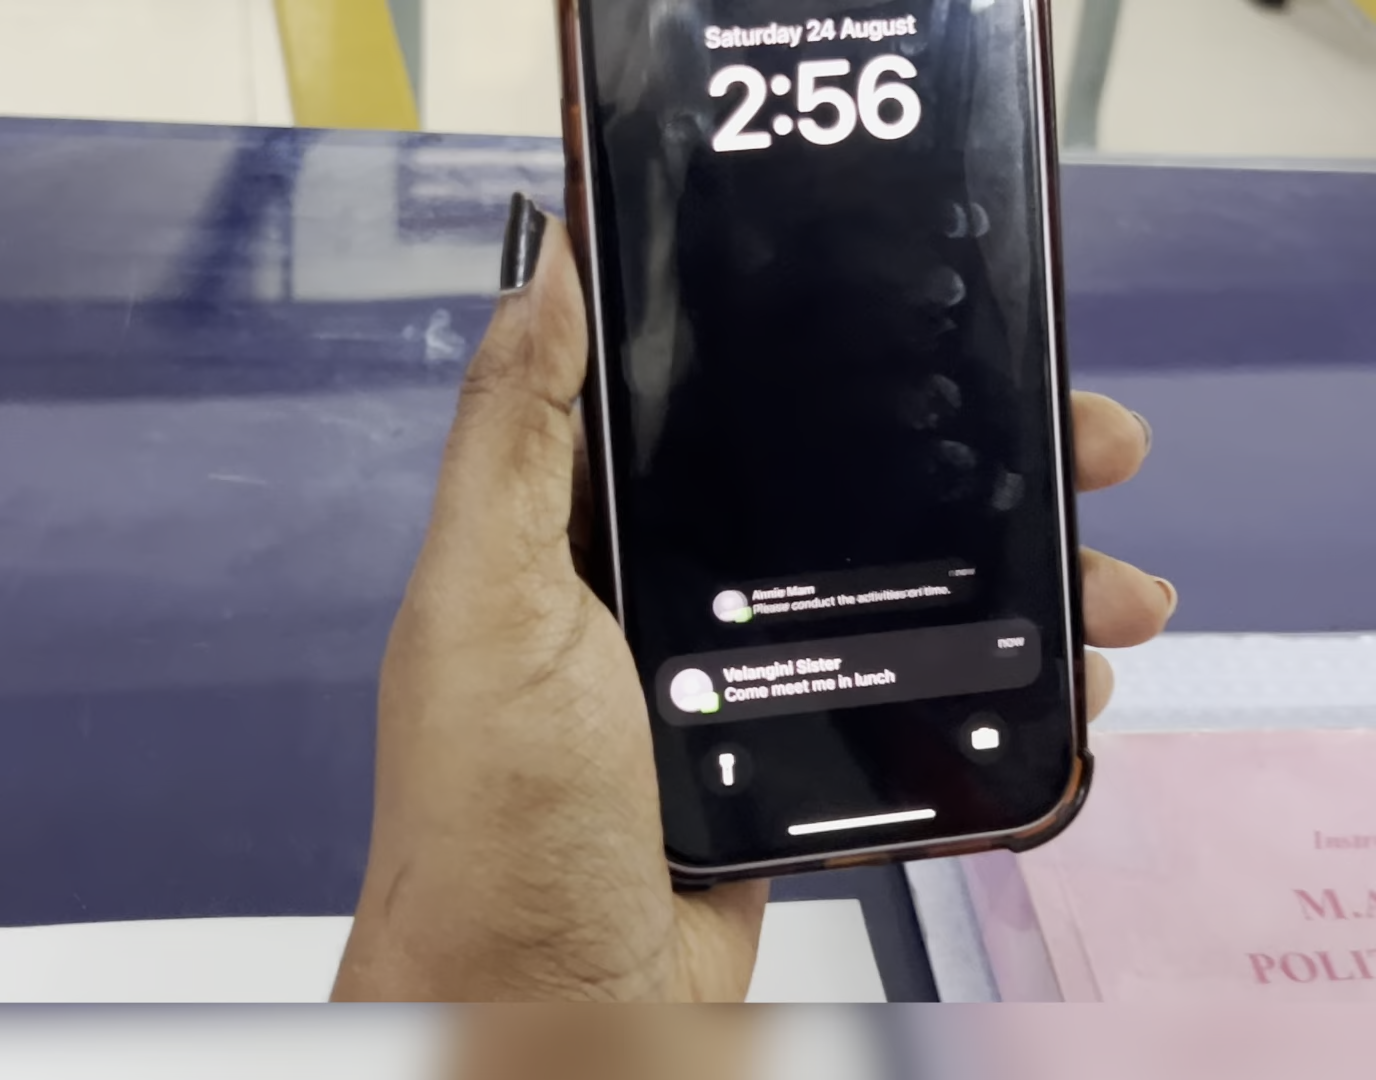 Saturday 24 August
2:56
now
Annie Mam
Please conduct the activities on time.
now
Velangini Sister
Come meet me in lunch
M.A